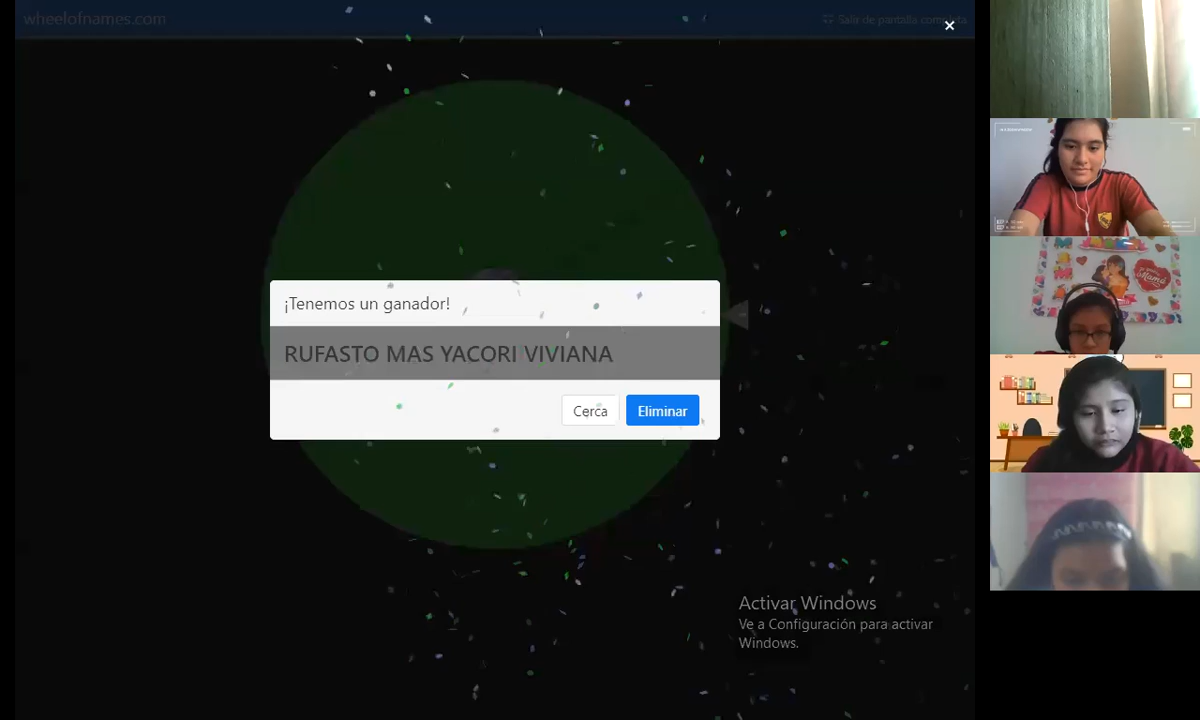 wheelofnames.com
Salir de pantalla completa
¡Tenemos un ganador!
RUFASTO MAS YACORI VIVIANA
Cerca
Eliminar
Activar Windows
Ve a Configuración para activar
Windows.